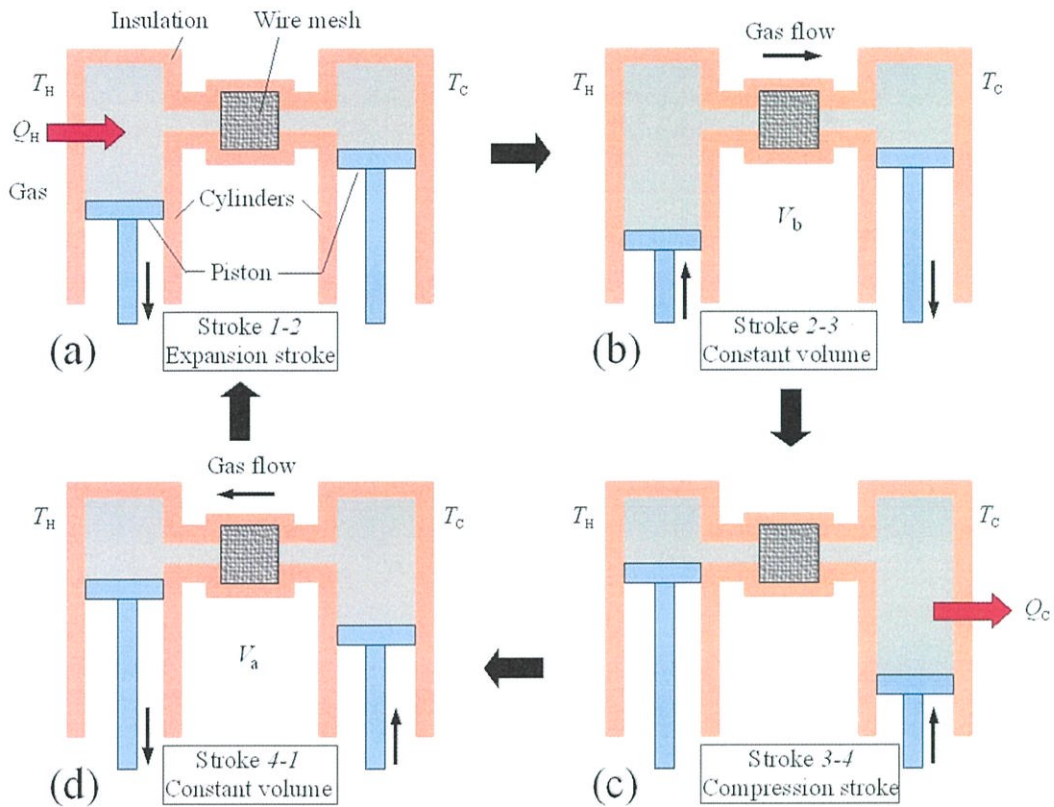 Insulation
Wire mesh
T_H
T_C
Q_H
Gas
Cylinders
Piston
(a)
Stroke 1-2
Expansion stroke
Gas flow
T_H
T_C
V_b
(b)
Stroke 2-3
Constant volume
Gas flow
T_H
T_C
V_a
(d)
Stroke 4-1
Constant volume
T_H
T_C
Q_C
(c)
Stroke 3-4
Compression stroke